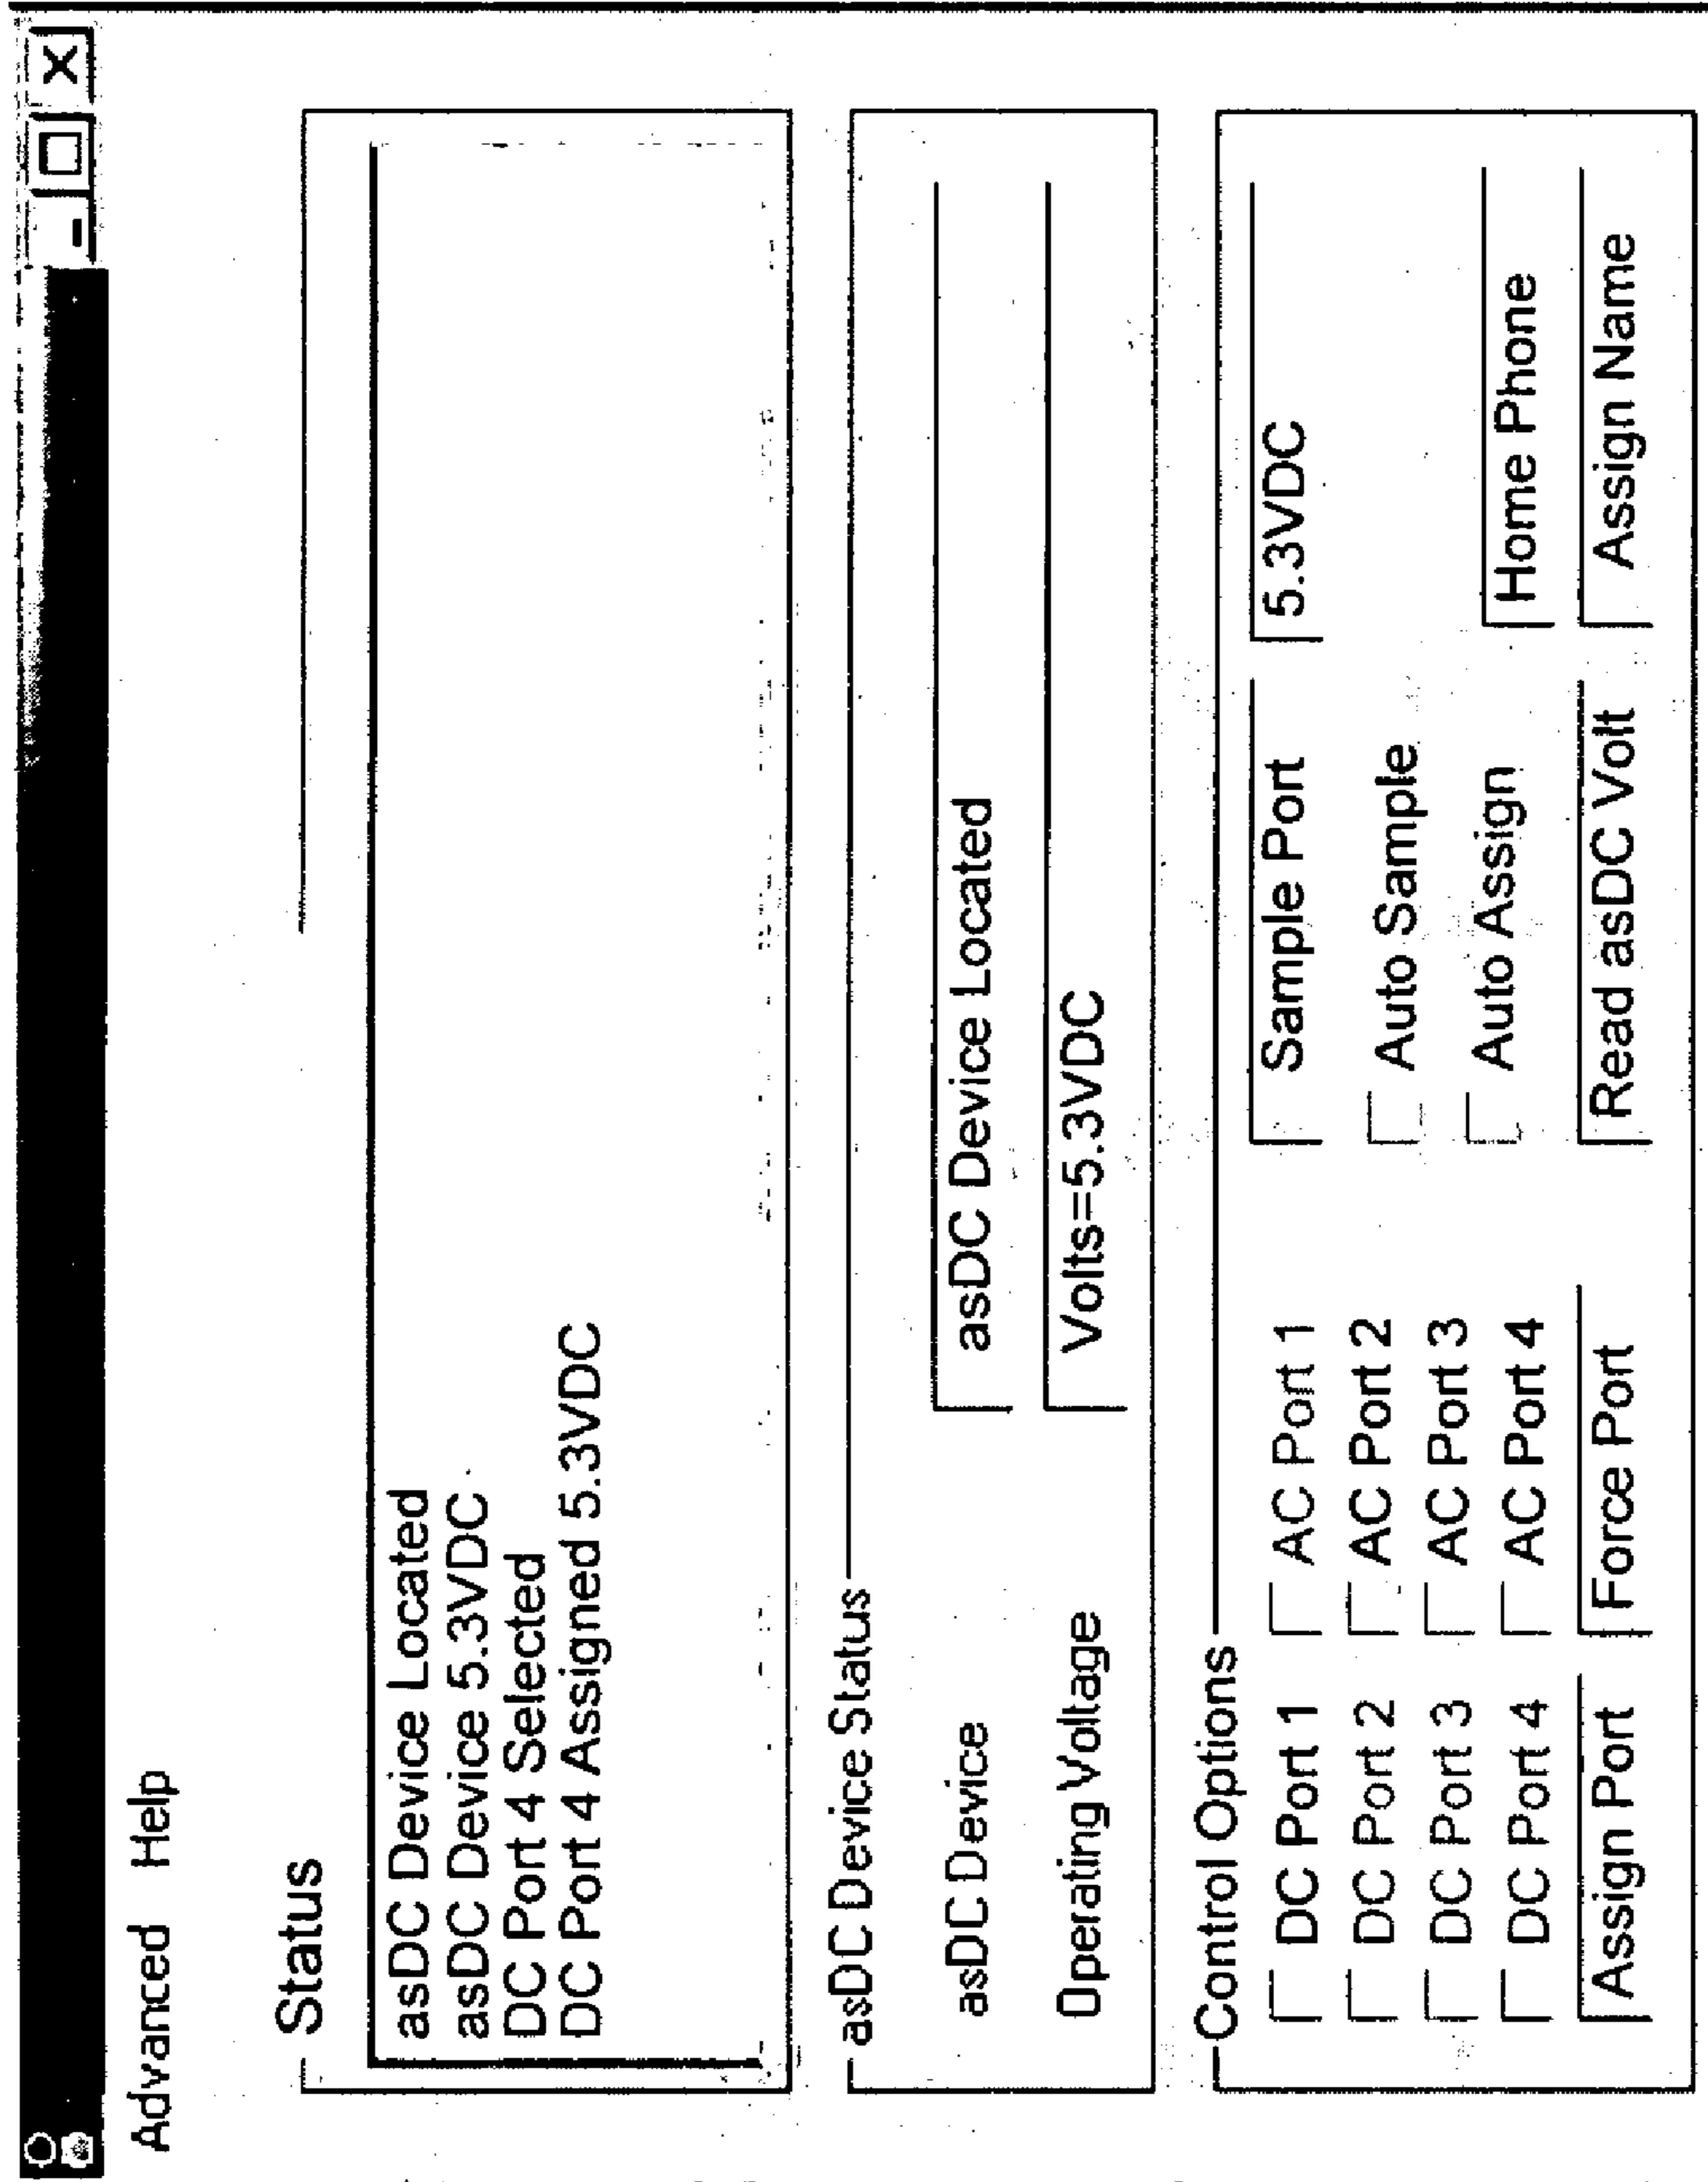 Advanced Help
Status
asDC Device Located
asDC Device 5.3VDC
DC Port 4 Selected
DC Port 4 Assigned 5.3VDC
asDC Device Status
asDC Device asDC Device Located
Operating Voltage Volts=5.3VDC
Control Options
DC Port 1 AC Port 1 Sample Port 5.3VDC
DC Port 2 AC Port 2 Auto Sample
DC Port 3 AC Port 3 Auto Assign
DC Port 4 AC Port 4 Home Phone
Assign Port Force Port Read asDC Volt Assign Name